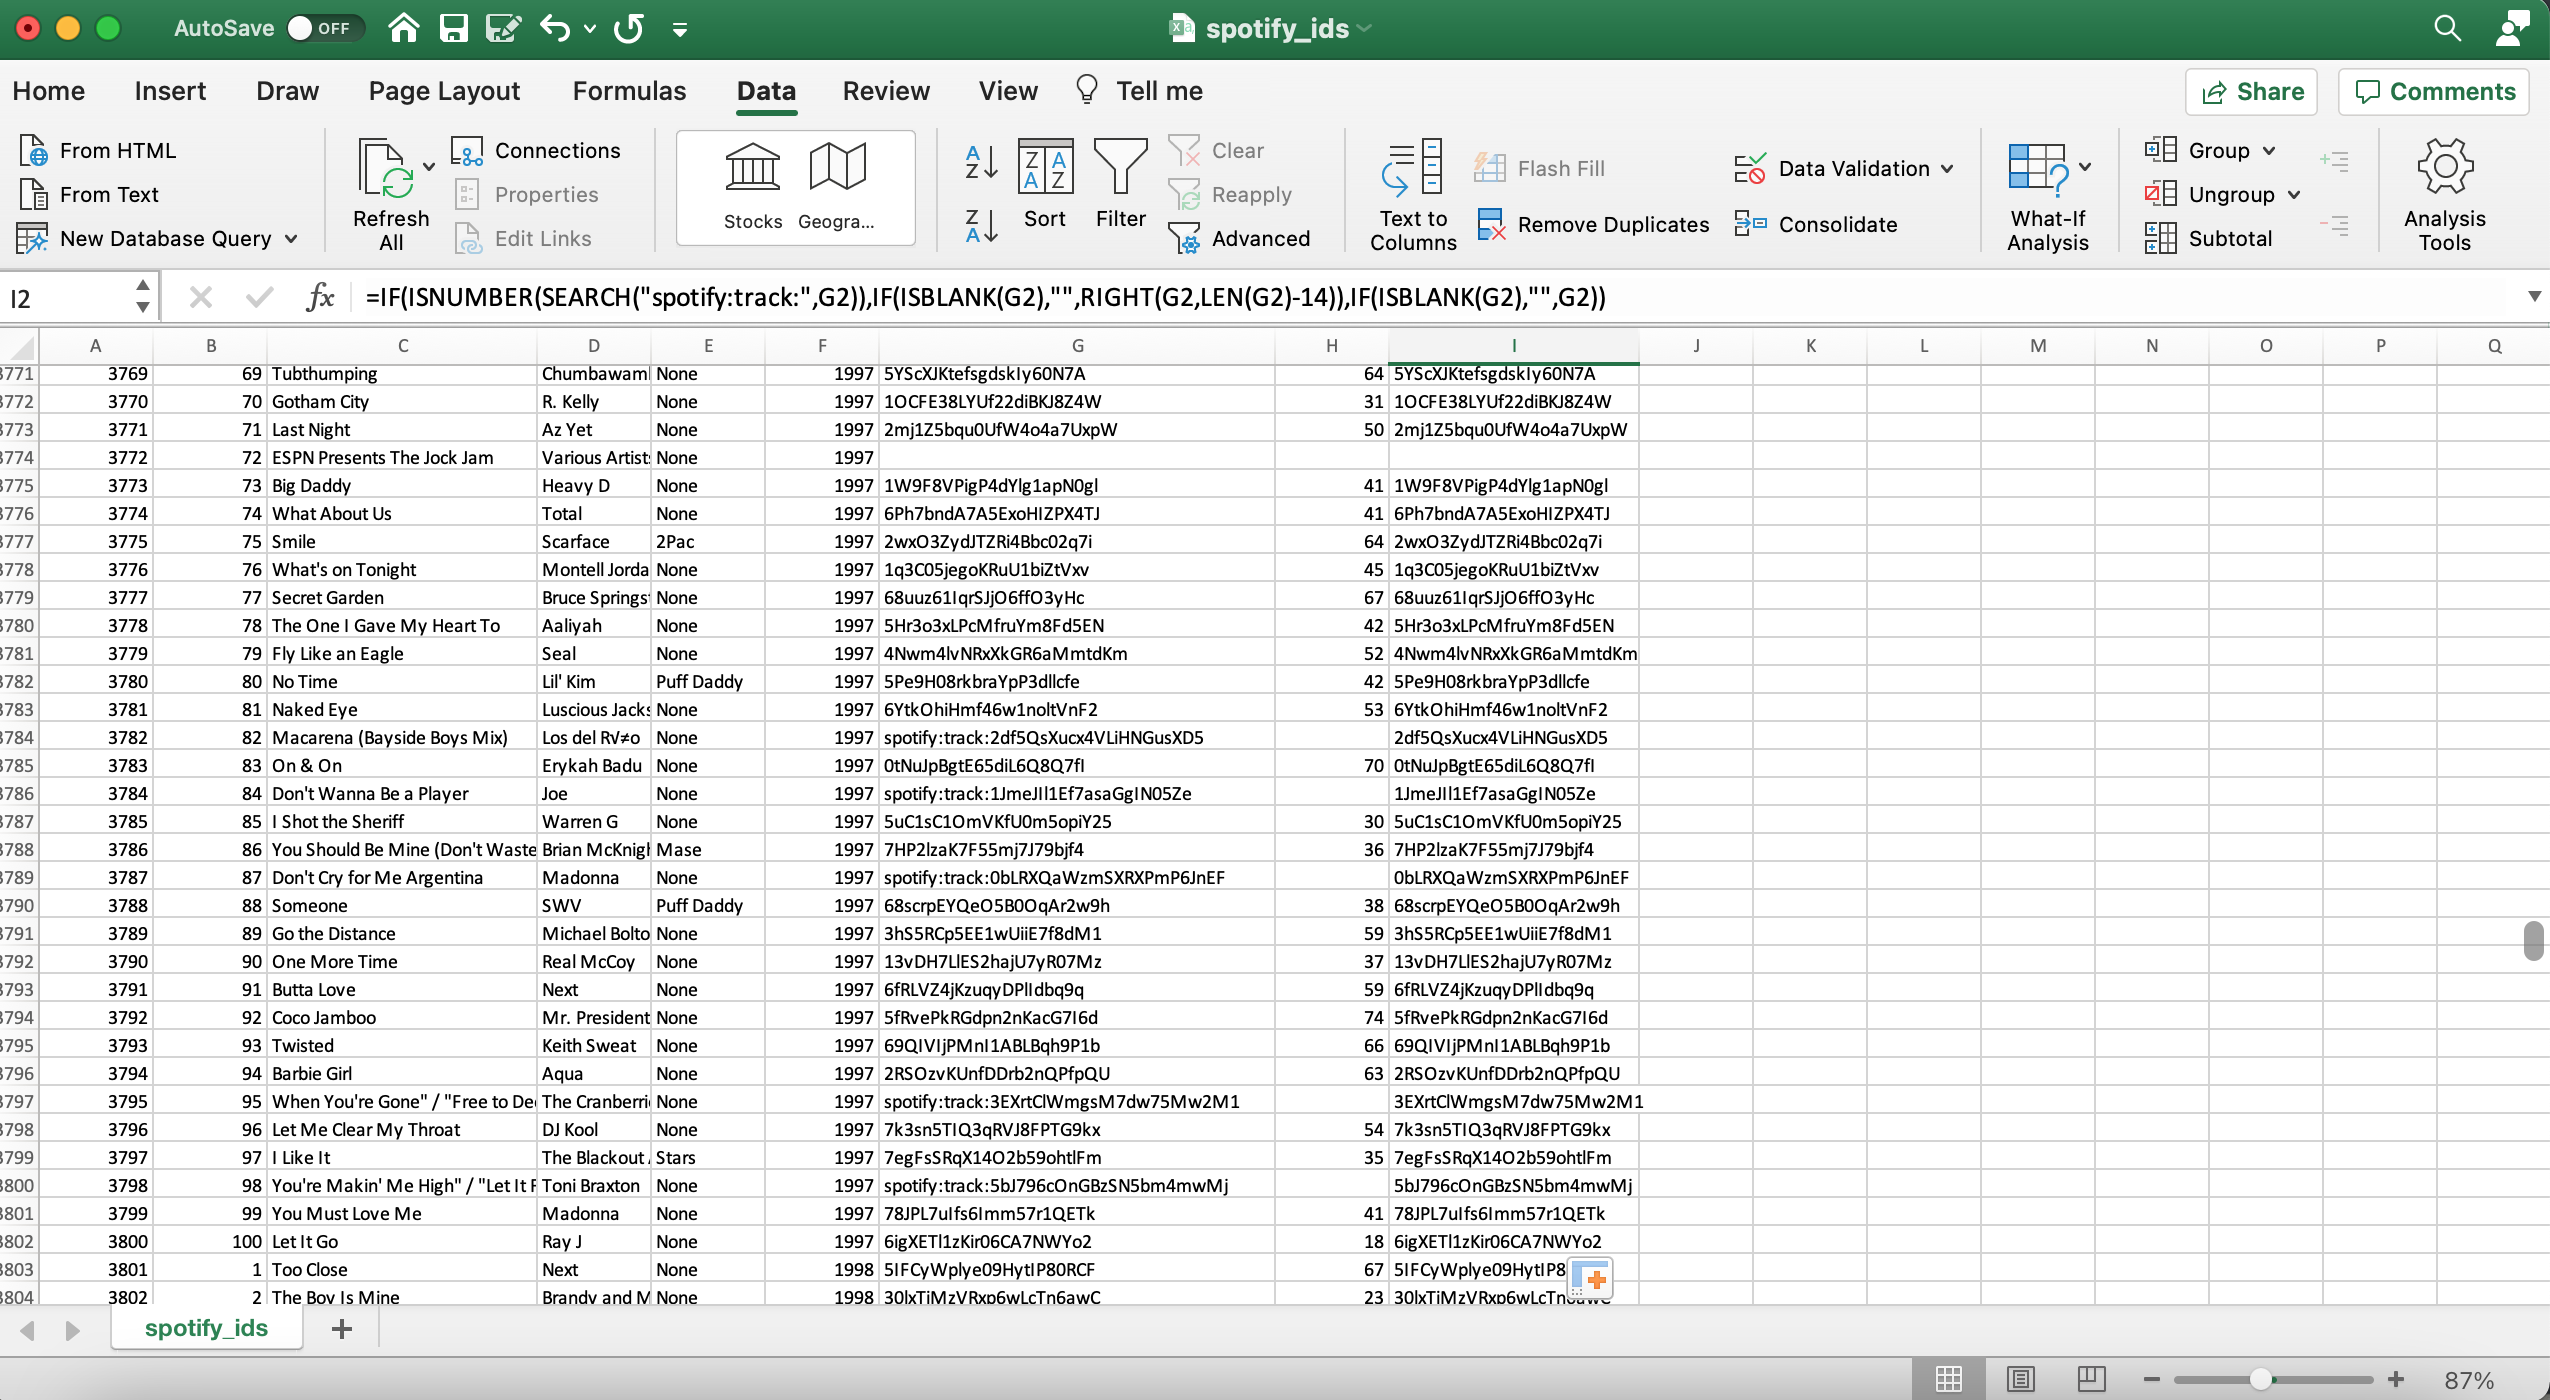 AutoSave OFF spotify_ids
Home Insert Draw Page Layout Formulas Data Review View Tell me Share Comments
From HTML
From Text
New Database Query
Refresh All
Connections
Properties
Edit Links
Stocks Geogra...
A Z
Z A
Sort
Filter
Clear
Reapply
Advanced
Text to Columns
Flash Fill
Remove Duplicates
Data Validation
Consolidate
What-If Analysis
Group
Ungroup
Subtotal
Analysis Tools
I2 fx =IF(ISNUMBER(SEARCH("spotify:track:",G2)),IF(ISBLANK(G2),"",RIGHT(G2,LEN(G2)-14)),IF(ISBLANK(G2),"",G2))
A B C D E F G H I J K L M N O P Q
3771 3769 69 Tubthumping Chumbawam None 1997 5YScXJKtefsgdskIy60N7A 64 5YScXJKtefsgdskIy60N7A
3772 3770 70 Gotham City R. Kelly None 1997 1OCFE38LYUf22diBKJ8Z4W 31 1OCFE38LYUf22diBKJ8Z4W
3773 3771 71 Last Night Az Yet None 1997 2mj1Z5bqu0UfW4o4a7UxpW 50 2mj1Z5bqu0UfW4o4a7UxpW
3774 3772 72 ESPN Presents The Jock Jam Various Artists None 1997
3775 3773 73 Big Daddy Heavy D None 1997 1W9F8VPigP4dYlg1apN0gl 41 1W9F8VPigP4dYlg1apN0gl
3776 3774 74 What About Us Total None 1997 6Ph7bndA7A5ExoHIZPX4TJ 41 6Ph7bndA7A5ExoHIZPX4TJ
3777 3775 75 Smile Scarface 2Pac 1997 2wxO3ZydJTZRi4Bbc02q7i 64 2wxO3ZydJTZRi4Bbc02q7i
3778 3776 76 What's on Tonight Montell Jorda None 1997 1q3C05jegoKRuU1biZtVxv 45 1q3C05jegoKRuU1biZtVxv
3779 3777 77 Secret Garden Bruce Springst None 1997 68uuz61IqrSJjO6ffO3yHc 67 68uuz61IqrSJjO6ffO3yHc
3780 3778 78 The One I Gave My Heart To Aaliyah None 1997 5Hr3o3xLPcMfruYm8Fd5EN 42 5Hr3o3xLPcMfruYm8Fd5EN
3781 3779 79 Fly Like an Eagle Seal None 1997 4Nwm4lvNRxXkGR6aMmtdKm 52 4Nwm4lvNRxXkGR6aMmtdKm
3782 3780 80 No Time Lil' Kim Puff Daddy 1997 5Pe9H08rkbraYpP3dllcfe 42 5Pe9H08rkbraYpP3dllcfe
3783 3781 81 Naked Eye Luscious Jacks None 1997 6YtkOhiHmf46w1noltVnF2 53 6YtkOhiHmf46w1noltVnF2
3784 3782 82 Macarena (Bayside Boys Mix) Los del R√≠o None 1997 spotify:track:2df5QsXucx4VLiHNGusXD5 2df5QsXucx4VLiHNGusXD5
3785 3783 83 On & On Erykah Badu None 1997 0tNuJpBgtE65diL6Q8Q7fI 70 0tNuJpBgtE65diL6Q8Q7fI
3786 3784 84 Don't Wanna Be a Player Joe None 1997 spotify:track:1JmeJIl1Ef7asaGgIN05Ze 1JmeJIl1Ef7asaGgIN05Ze
3787 3785 85 I Shot the Sheriff Warren G None 1997 5uC1sC1OmVKfU0m5opiY25 30 5uC1sC1OmVKfU0m5opiY25
3788 3786 86 You Should Be Mine (Don't Waste Brian McKnigh Mase 1997 7HP2lzaK7F55mj7J79bjf4 36 7HP2lzaK7F55mj7J79bjf4
3789 3787 87 Don't Cry for Me Argentina Madonna None 1997 spotify:track:0bLRXQaWzmSXRXPmP6JnEF 0bLRXQaWzmSXRXPmP6JnEF
3790 3788 88 Someone SWV Puff Daddy 1997 68scrpEYQeO5B0OqAr2w9h 38 68scrpEYQeO5B0OqAr2w9h
3791 3789 89 Go the Distance Michael Bolto None 1997 3hS5RCp5EE1wUiiE7f8dM1 59 3hS5RCp5EE1wUiiE7f8dM1
3792 3790 90 One More Time Real McCoy None 1997 13vDH7LlES2hajU7yR07Mz 37 13vDH7LlES2hajU7yR07Mz
3793 3791 91 Butta Love Next None 1997 6fRLVZ4jKzuqyDPlIdbq9q 59 6fRLVZ4jKzuqyDPlIdbq9q
3794 3792 92 Coco Jamboo Mr. President None 1997 5fRvePkRGdpn2nKacG7I6d 74 5fRvePkRGdpn2nKacG7I6d
3795 3793 93 Twisted Keith Sweat None 1997 69QIVIjPMnI1ABLBqh9P1b 66 69QIVIjPMnI1ABLBqh9P1b
3796 3794 94 Barbie Girl Aqua None 1997 2RSOzvKUnfDDrb2nQPfpQU 63 2RSOzvKUnfDDrb2nQPfpQU
3797 3795 95 When You're Gone" / "Free to De The Cranberri None 1997 spotify:track:3EXrtClWmgsM7dw75Mw2M1 3EXrtClWmgsM7dw75Mw2M1
3798 3796 96 Let Me Clear My Throat DJ Kool None 1997 7k3sn5TIQ3qRVJ8FPTG9kx 54 7k3sn5TIQ3qRVJ8FPTG9kx
3799 3797 97 I Like It The Blackout Stars 1997 7egFsSRqX14O2b59ohtlFm 35 7egFsSRqX14O2b59ohtlFm
3800 3798 98 You're Makin' Me High" / "Let It F Toni Braxton None 1997 spotify:track:5bJ796cOnGBzSN5bm4mwMj 5bJ796cOnGBzSN5bm4mwMj
3801 3799 99 You Must Love Me Madonna None 1997 78JPL7uIfs6Imm57r1QETk 41 78JPL7uIfs6Imm57r1QETk
3802 3800 100 Let It Go Ray J None 1997 6igXETl1zKir06CA7NWYo2 18 6igXETl1zKir06CA7NWYo2
3803 3801 1 Too Close Next None 1998 5IFCyWplye09HytIP80RCF 67 5IFCyWplye09HytIP8
3804 3802 2 The Boy Is Mine Brandy and M None 1998 30lxTiMzVRxp6wLcTn6awC 23 30lxTiMzVRxp6wLcTn6awC
spotify_ids
87%